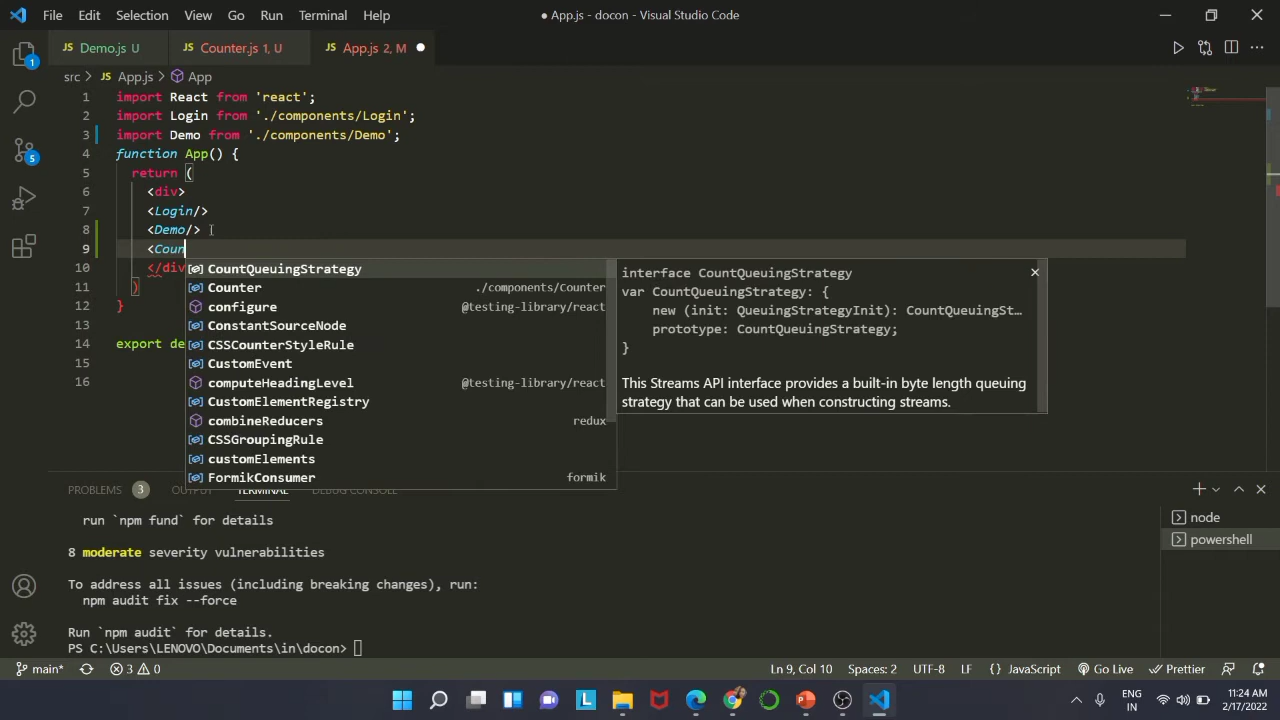 File Edit Selection View Go Run Terminal Help
● App.js - docon - Visual Studio Code
JS Demo.js U
JS Counter.js 1, U
JS App.js 2, M ●
src > JS App.js > App
1 import React from 'react';
2 import Login from './components/Login';
3 import Demo from './components/Demo';
4 function App() {
5 return (
6 <div>
7 <Login/>
8 <Demo/>
9 <Coun
10 </div
11 )
12 }
13
14 export de
15
16
CountQueuingStrategy
Counter ./components/Counter
configure @testing-library/react
ConstantSourceNode
CSSCounterStyleRule
CustomEvent
computeHeadingLevel @testing-library/react
CustomElementRegistry
combineReducers redux
CSSGroupingRule
customElements
FormikConsumer formik
interface CountQueuingStrategy
var CountQueuingStrategy: {
new (init: QueuingStrategyInit): CountQueuingSt…
prototype: CountQueuingStrategy;
}
This Streams API interface provides a built-in byte length queuing
strategy that can be used when constructing streams.
PROBLEMS 3 OUTPUT TERMINAL DEBUG CONSOLE
run `npm fund` for details
8 moderate severity vulnerabilities
To address all issues (including breaking changes), run:
npm audit fix --force
Run `npm audit` for details.
PS C:\Users\LENOVO\Documents\in\docon>
node
powershell
1
5
main* 3 0
Ln 9, Col 10 Spaces: 2 UTF-8 LF {} JavaScript Go Live Prettier
L
ENG
IN
11:24 AM
2/17/2022